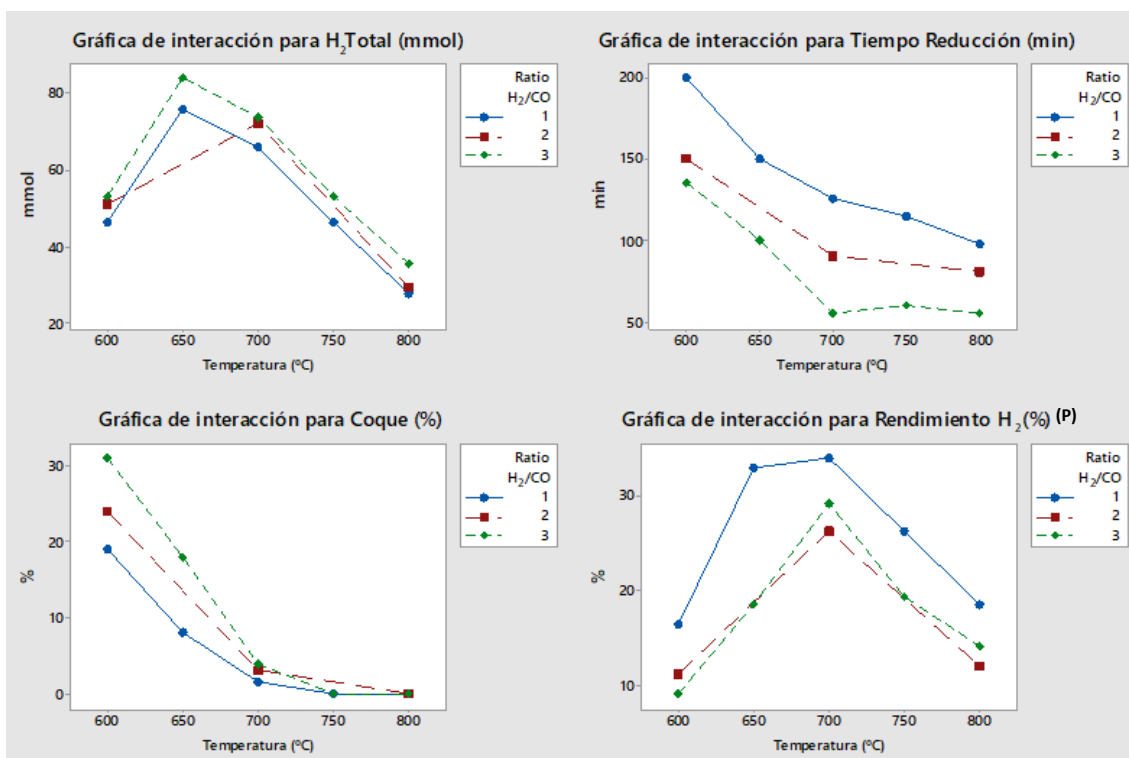 Gráfica de interacción para H₂Total (mmol)
80
60
40
20
mmol
600 650 700 750 800
Temperatura (ºC)
Ratio
H₂/CO
1
2
3
Gráfica de interacción para Tiempo Reducción (min)
200
150
100
50
min
600 650 700 750 800
Temperatura (ºC)
Ratio
H₂/CO
1
2
3
Gráfica de interacción para Coque (%)
30
20
10
0
%
600 650 700 750 800
Temperatura (ºC)
Ratio
H₂/CO
1
2
3
Gráfica de interacción para Rendimiento H₂(%) (P)
30
20
10
%
600 650 700 750 800
Temperatura (ºC)
Ratio
H₂/CO
1
2
3